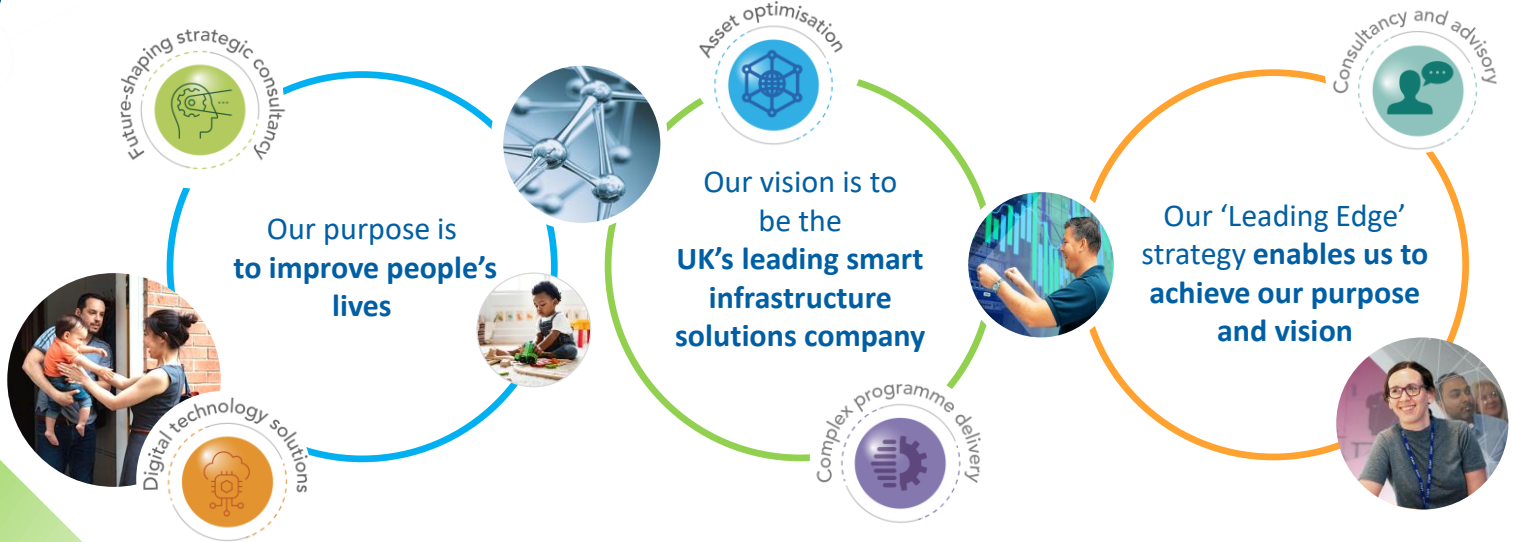 Future-shaping strategic consultancy
Our purpose is
to improve people's
lives
Digital technology solutions
Asset optimisation
Our vision is to
be the
UK's leading smart
infrastructure
solutions company
Complex programme delivery
Consultancy and advisory
Our ‘Leading Edge’
strategy enables us to
achieve our purpose
and vision